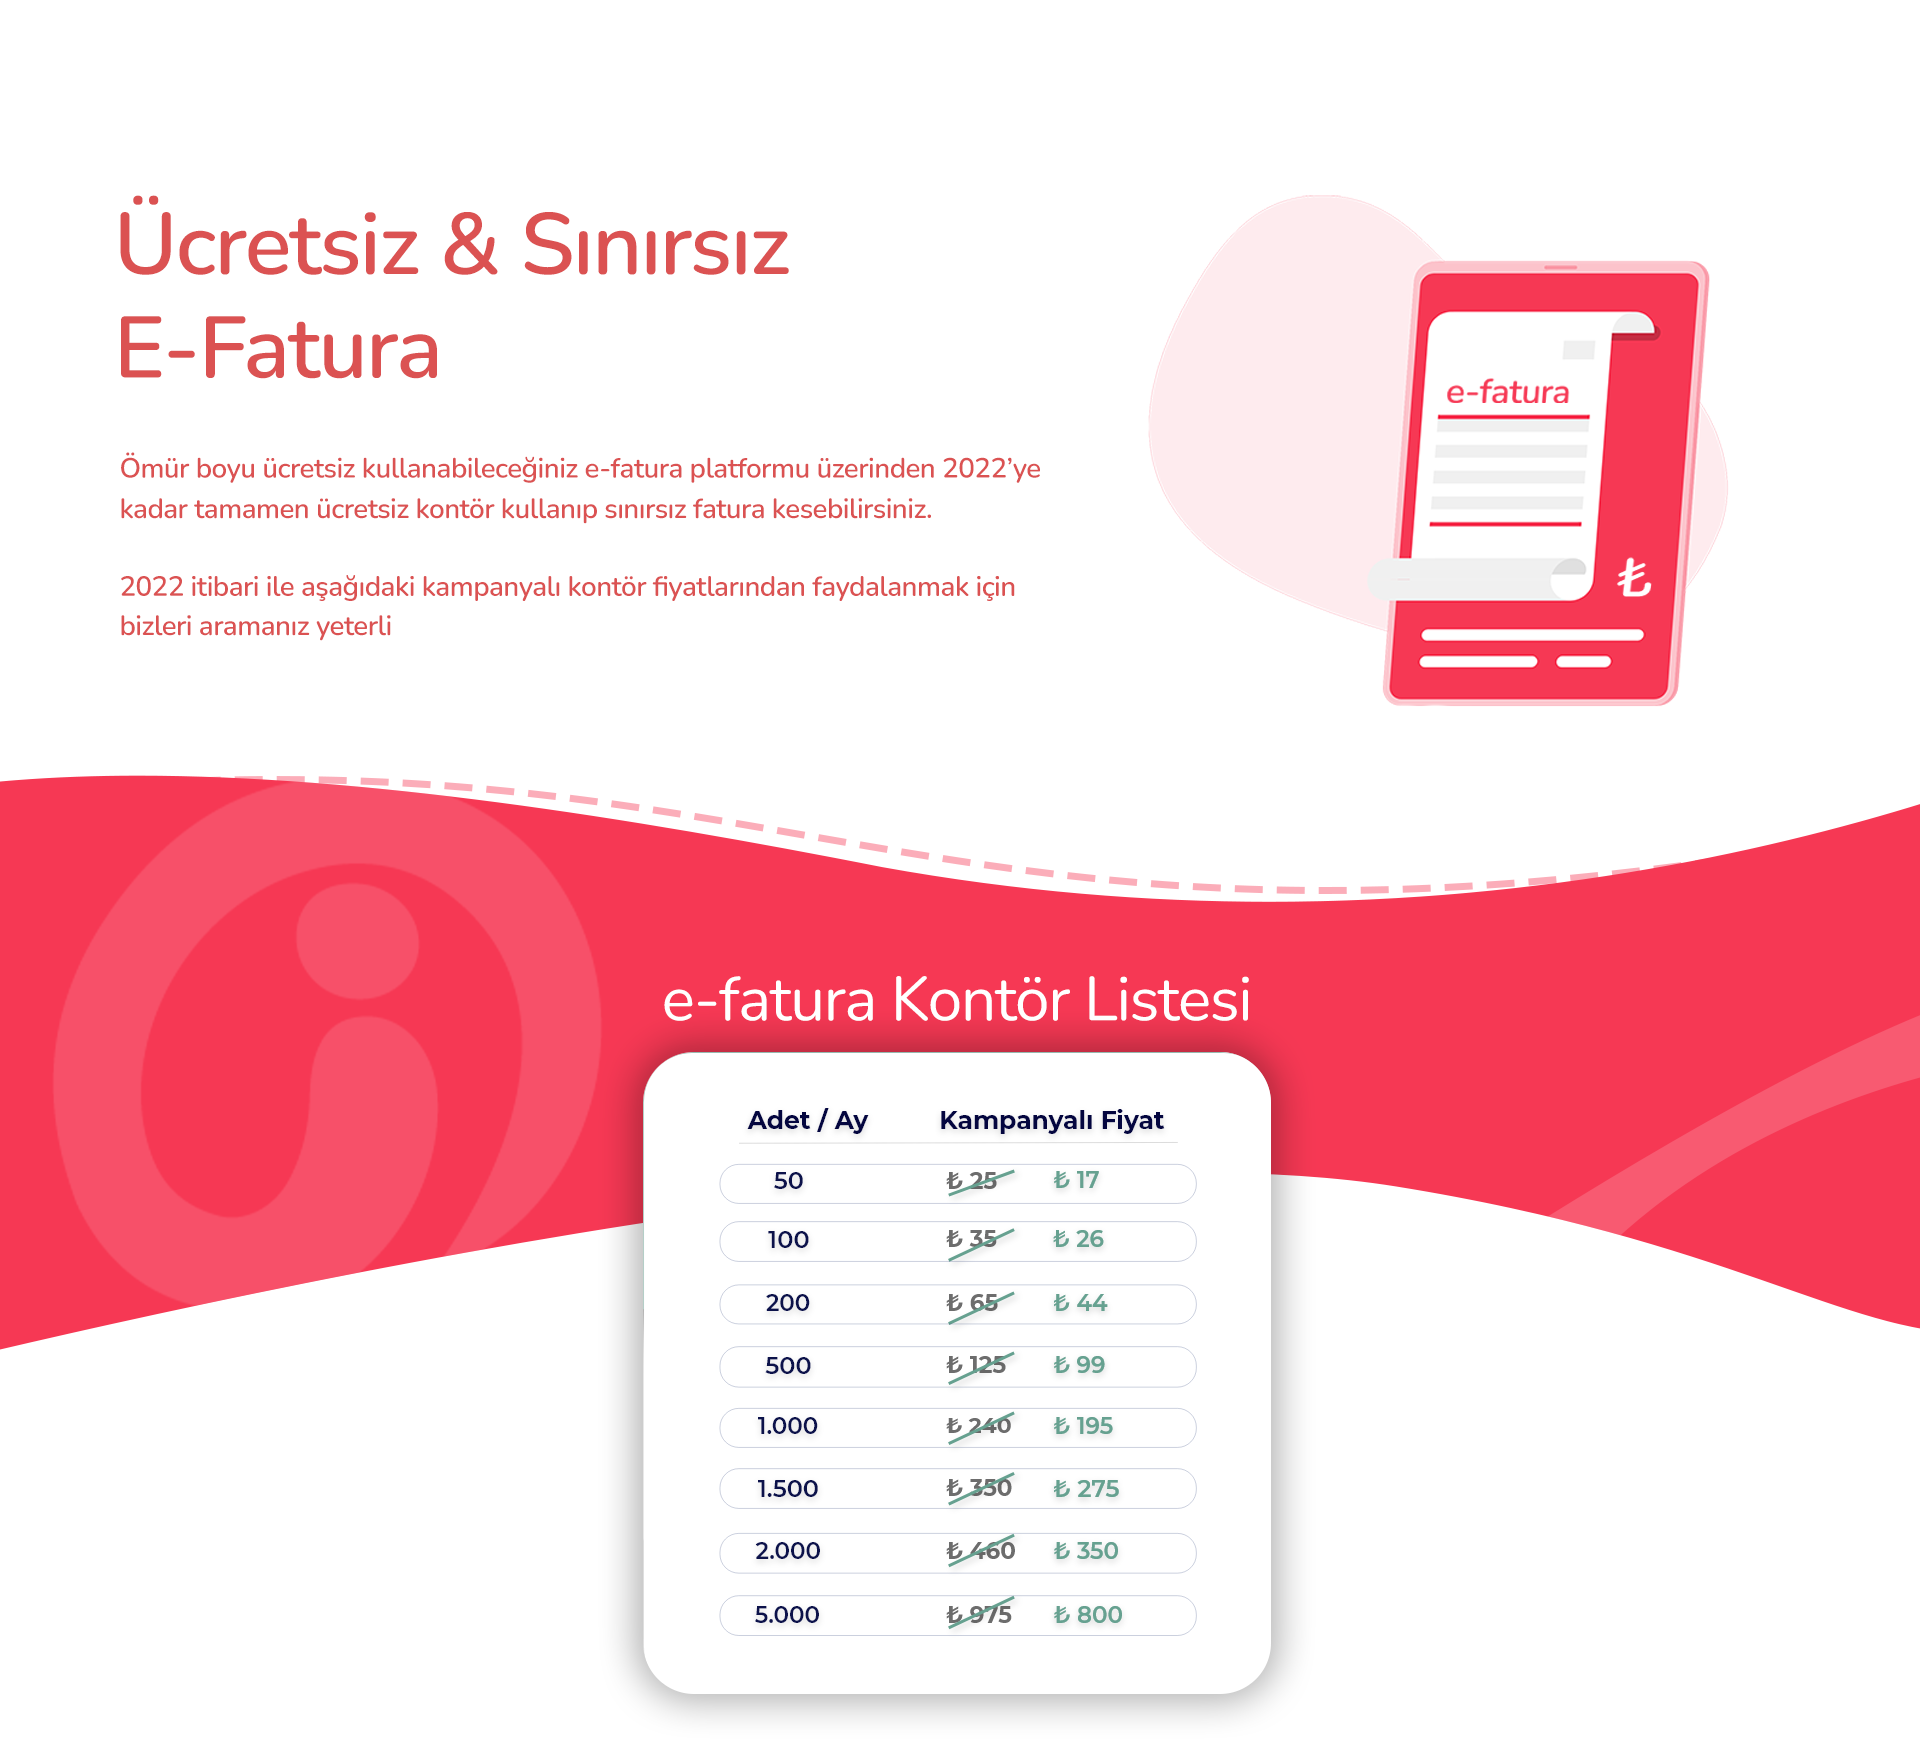 Ücretsiz & Sınırsız
E-Fatura
Ömür boyu ücretsiz kullanabileceğiniz e-fatura platformu üzerinden 2022’ye
kadar tamamen ücretsiz kontör kullanıp sınırsız fatura kesebilirsiniz.
2022 itibari ile aşağıdaki kampanyalı kontör fiyatlarından faydalanmak için
bizleri aramanız yeterli
e-fatura
₺
e-fatura Kontör Listesi
Adet / Ay Kampanyalı Fiyat
50 ₺ 25 ₺ 17
100 ₺ 35 ₺ 26
200 ₺ 65 ₺ 44
500 ₺ 125 ₺ 99
1.000 ₺ 240 ₺ 195
1.500 ₺ 350 ₺ 275
2.000 ₺ 460 ₺ 350
5.000 ₺ 975 ₺ 800